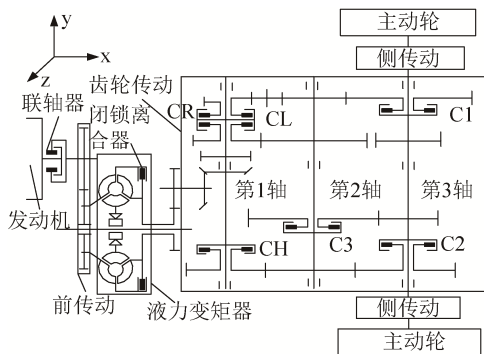 主动轮
侧传动
y
x
z
齿轮传动
联轴器
闭锁离
合器
CR
CL
C1
发动机
第1轴
第2轴
第3轴
CH
C3
C2
前传动
液力变矩器
侧传动
主动轮